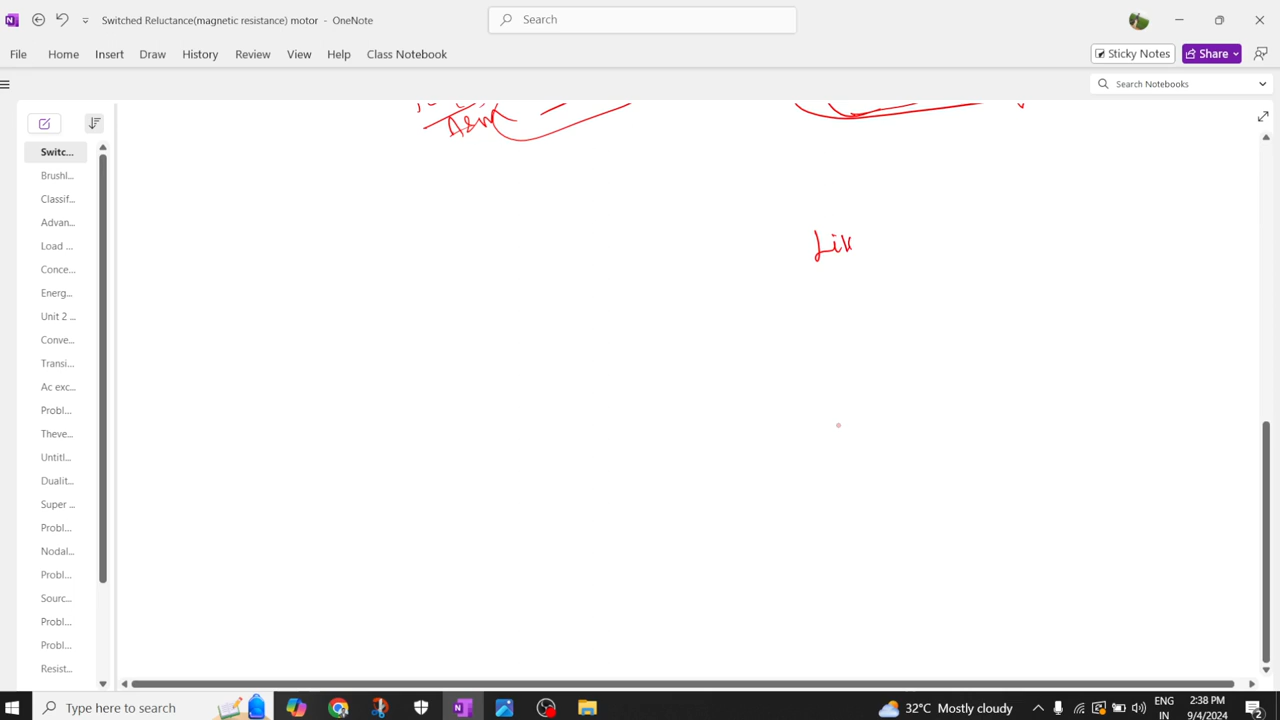 Switched Reluctance(magnetic resistance) motor - OneNote
Search
File Home Insert Draw History Review View Help Class Notebook
Sticky Notes Share
Search Notebooks
Switc...
Brushl...
Classif...
Advan...
Load ...
Conce...
Energ...
Unit 2 ...
Conve...
Transi...
Ac exc...
Probl...
Theve...
Untitl...
Dualit...
Super ...
Probl...
Nodal...
Probl...
Sourc...
Probl...
Probl...
Resist...
Lik
Type here to search
32°C Mostly cloudy
ENG
IN
2:38 PM
9/4/2024
2